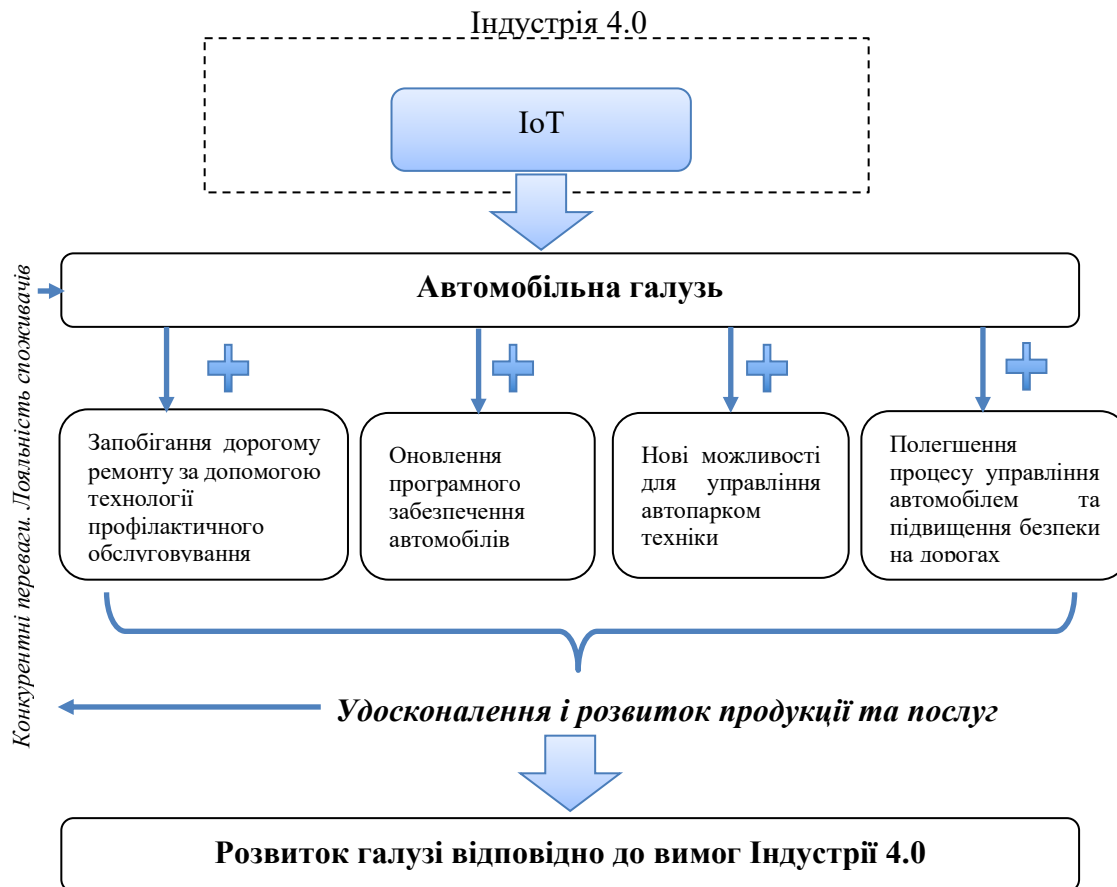 Індустрія 4.0
IoT
Автомобільна галузь
Конкурентні переваги. Лояльність споживачів
Запобігання дорогому
ремонту за допомогою
технології
профілактичного
обслуговування
Оновлення
програмного
забезпечення
автомобілів
Нові можливості
для управління
автопарком
техніки
Полегшення
процесу управління
автомобілем та
підвищення безпеки
на дорогах
Удосконалення і розвиток продукції та послуг
Розвиток галузі відповідно до вимог Індустрії 4.0